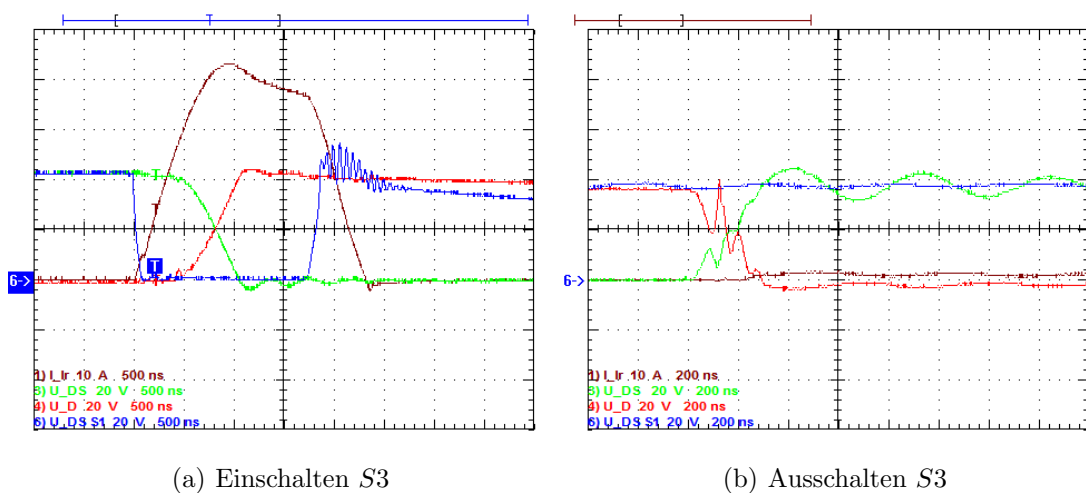 T
T
T
T
6->
6->
1) I_lr 10 A 500 ns
3) U_DS 20 V 500 ns
4) U_D 20 V 500 ns
6) U_DS S1 20 V 500 ns
1) I_lr 10 A 200 ns
3) U_DS 20 V 200 ns
4) U_D 20 V 200 ns
6) U_DS S1 20 V 200 ns
(a) Einschalten S3
(b) Ausschalten S3